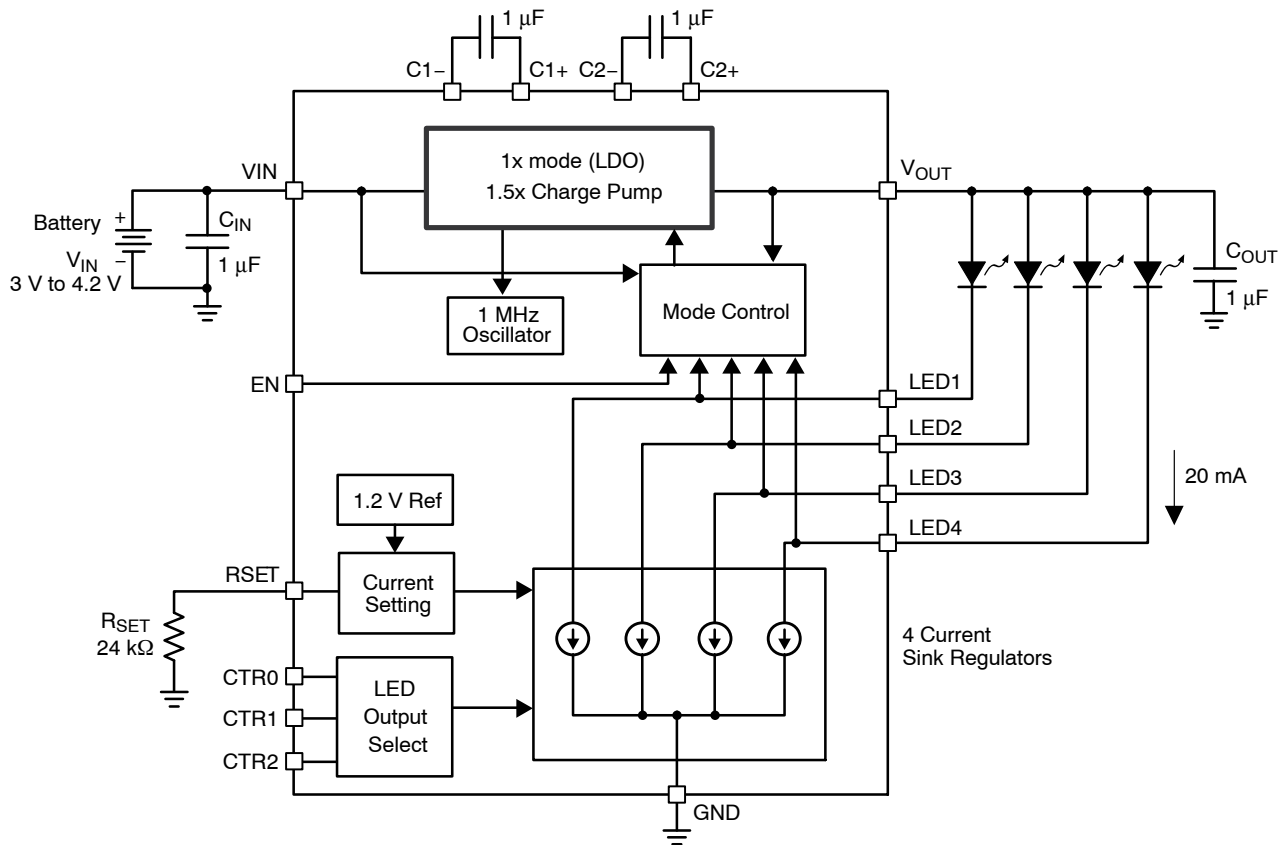 1 μF
1 μF
C1− C1+ C2− C2+
VIN
1x mode (LDO)
1.5x Charge Pump
VOUT
Battery
+
−
VIN
3 V to 4.2 V
CIN
1 μF
1 MHz
Oscillator
Mode Control
COUT
1 μF
EN
LED1
LED2
LED3
LED4
20 mA
1.2 V Ref
RSET
Current
Setting
RSET
24 kΩ
CTR0
CTR1
CTR2
LED
Output
Select
4 Current
Sink Regulators
GND